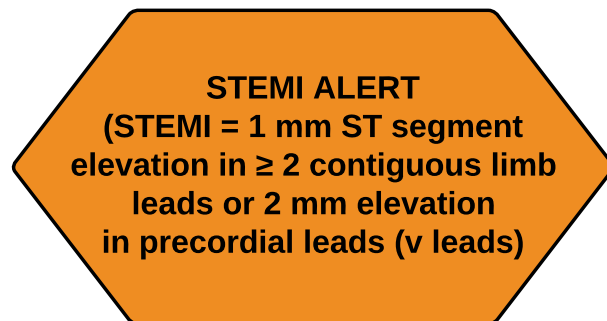 STEMI ALERT
(STEMI = 1 mm ST segment
elevation in ≥ 2 contiguous limb
leads or 2 mm elevation
in precordial leads (v leads)